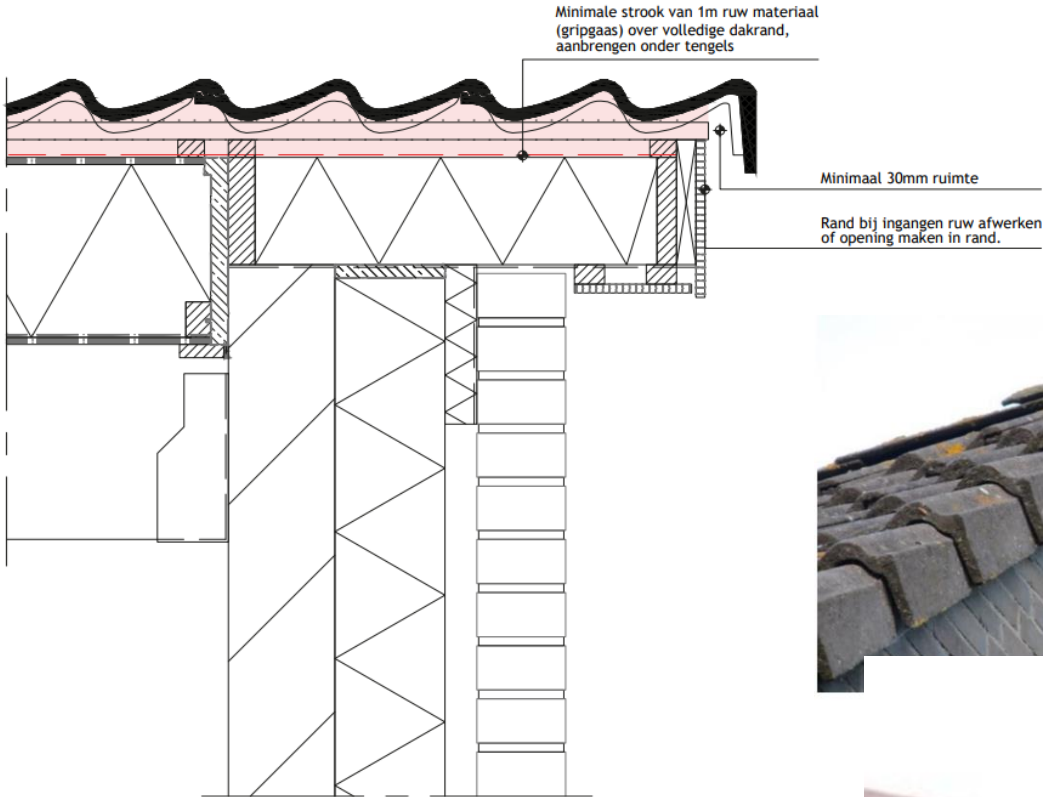 Minimale strook van 1m ruw materiaal
(gripgaas) over volledige dakrand,
aanbrengen onder tengels
Minimaal 30mm ruimte
Rand bij ingangen ruw afwerken
of opening maken in rand.